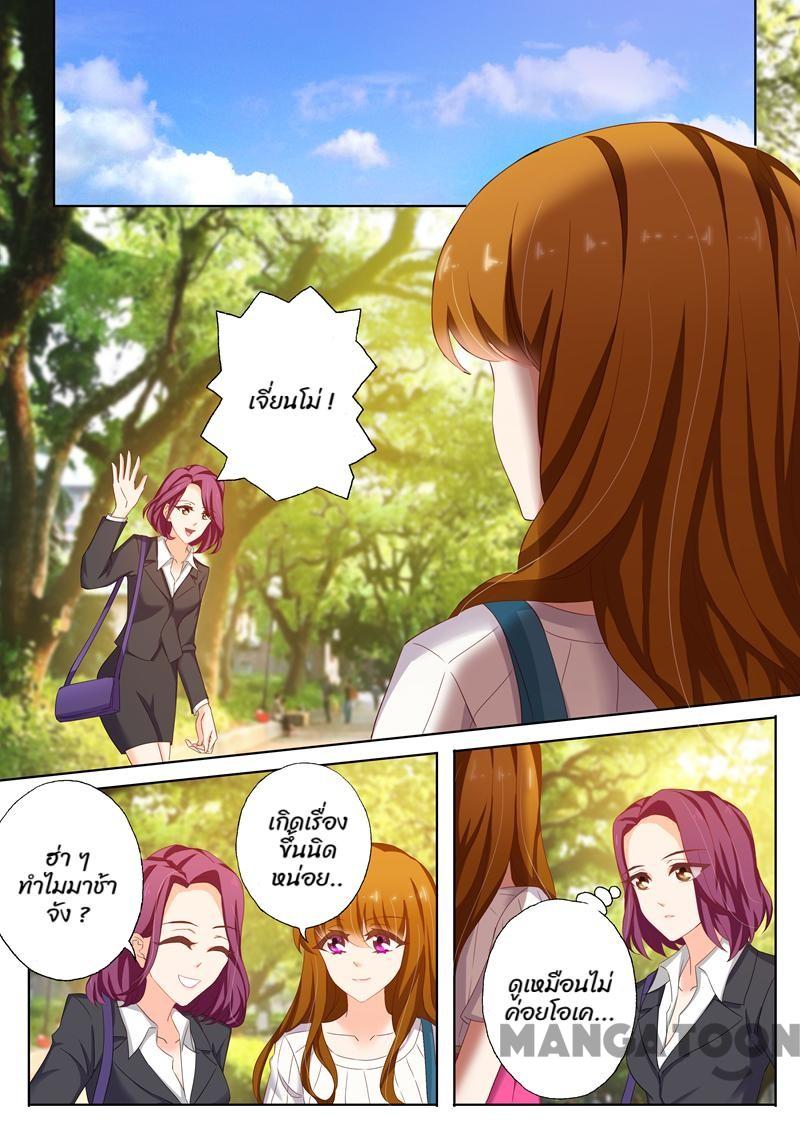 เจี่ยนโม่ !
ฮ่า ๆ
ทำไมมาช้า
จัง ?
เกิดเรื่อง
ขึ้นนิด
หน่อย..
ดูเหมือนไม่
ค่อยโอเค...
MANGATOON